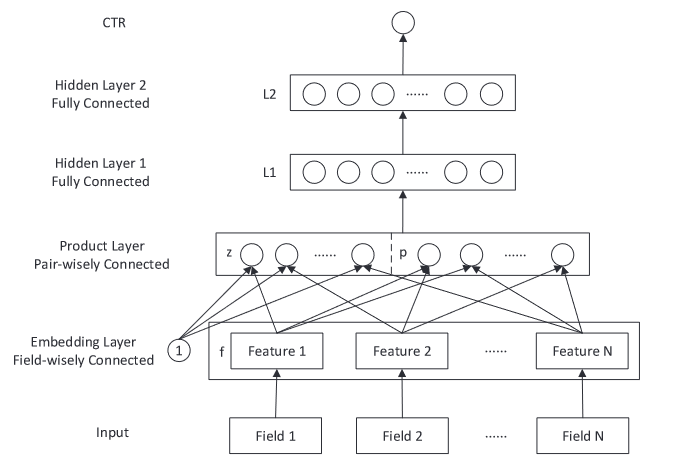 CTR
Hidden Layer 2
Fully Connected
L2
......
Hidden Layer 1
Fully Connected
L1
......
Product Layer
Pair-wisely Connected
z
......
p
......
Embedding Layer
Field-wisely Connected
1
f
Feature 1
Feature 2
......
Feature N
Input
Field 1
Field 2
......
Field N